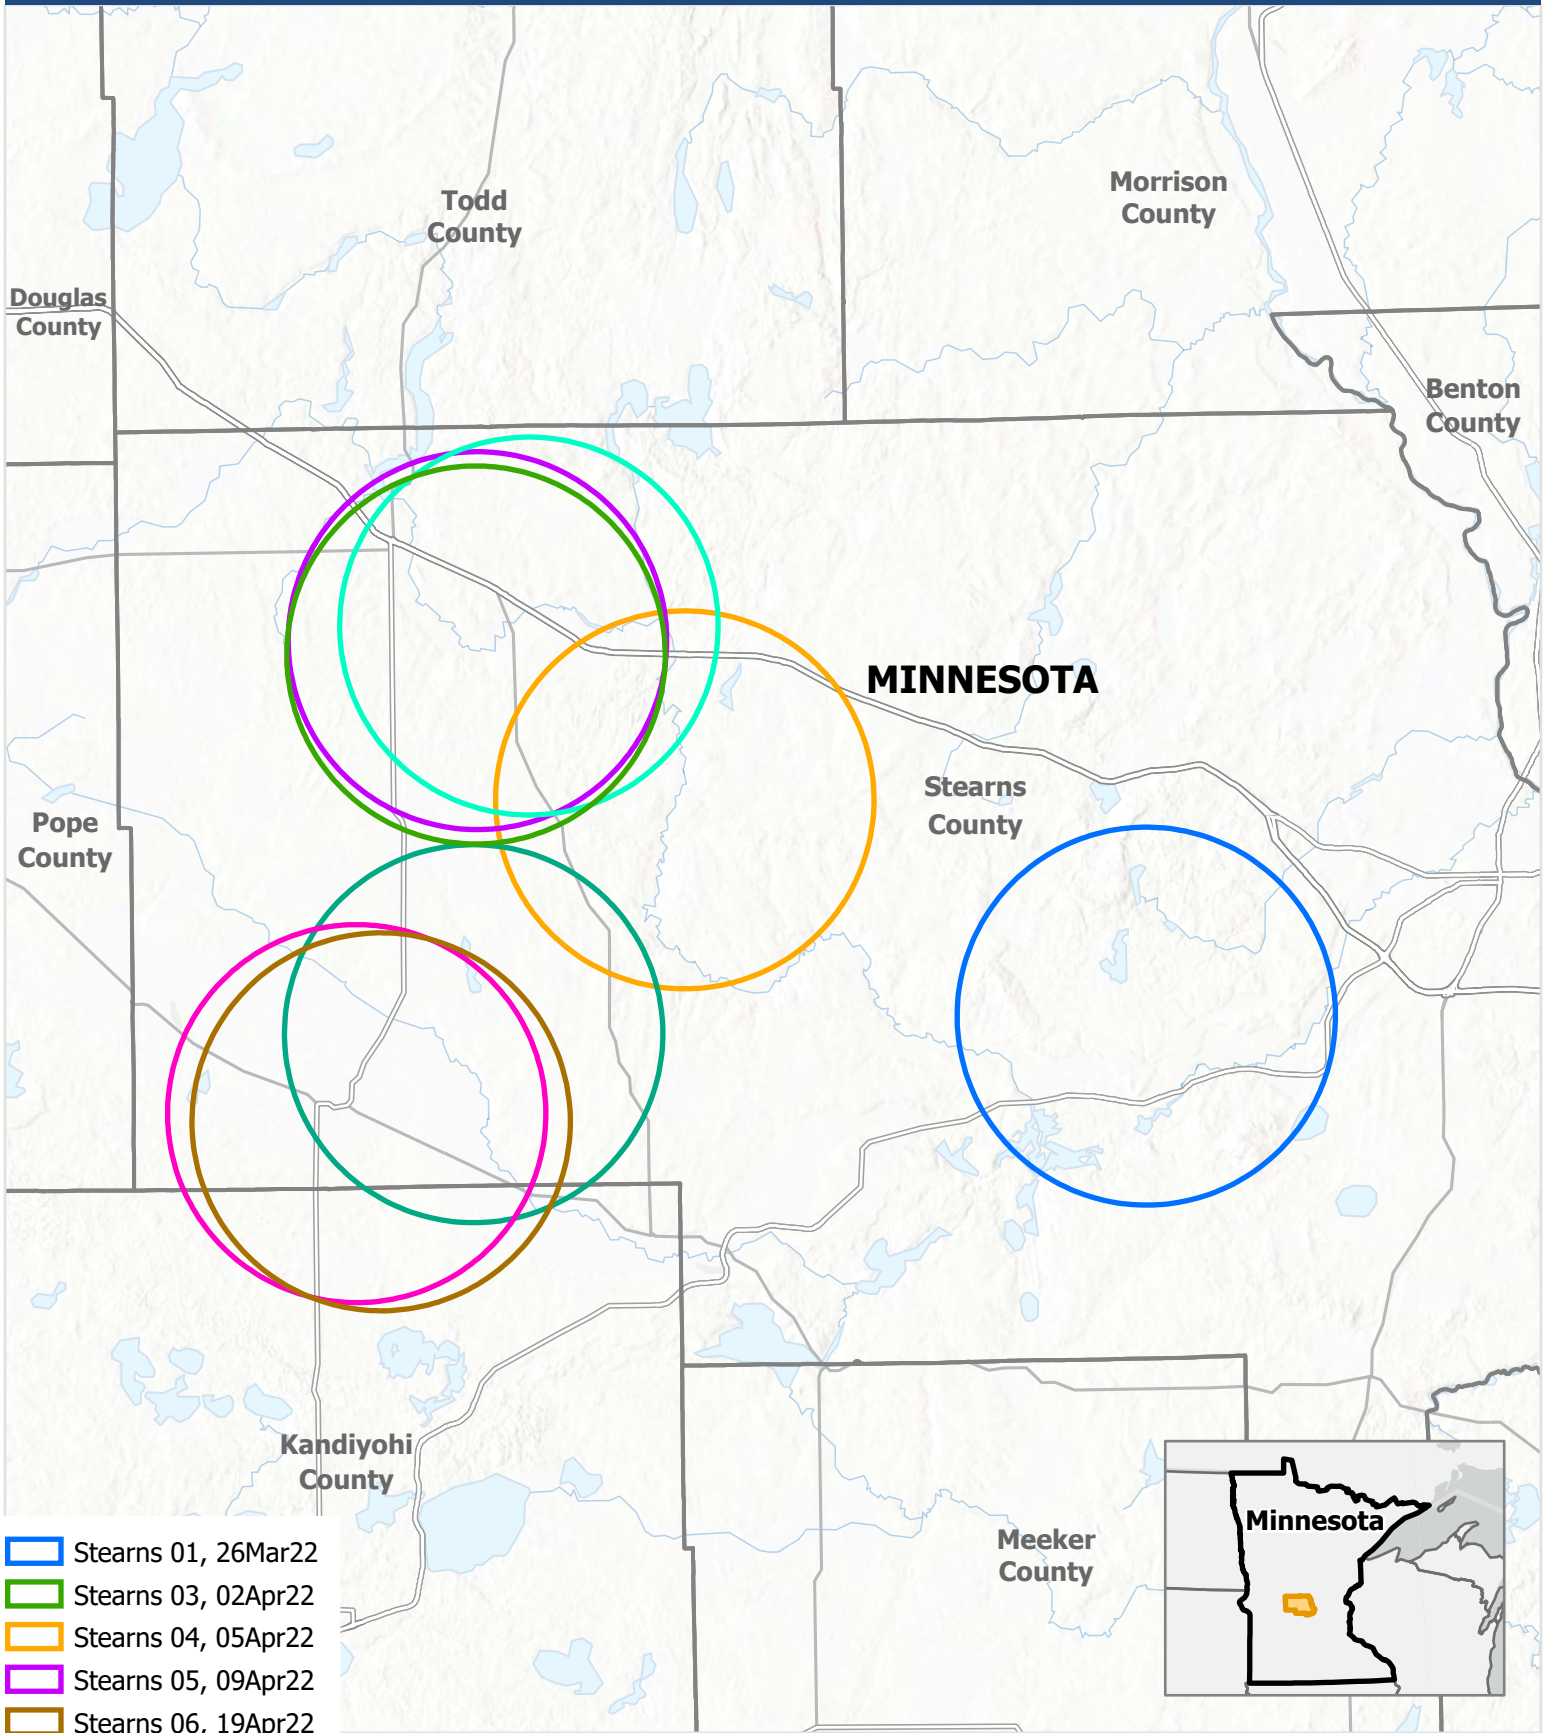 Todd
County
Morrison
County
Douglas
County
Benton
County
MINNESOTA
Stearns
County
Pope
County
Kandiyohi
County
Meeker
County
Minnesota
Stearns 01, 26Mar22
Stearns 03, 02Apr22
Stearns 04, 05Apr22
Stearns 05, 09Apr22
Stearns 06, 19Apr22